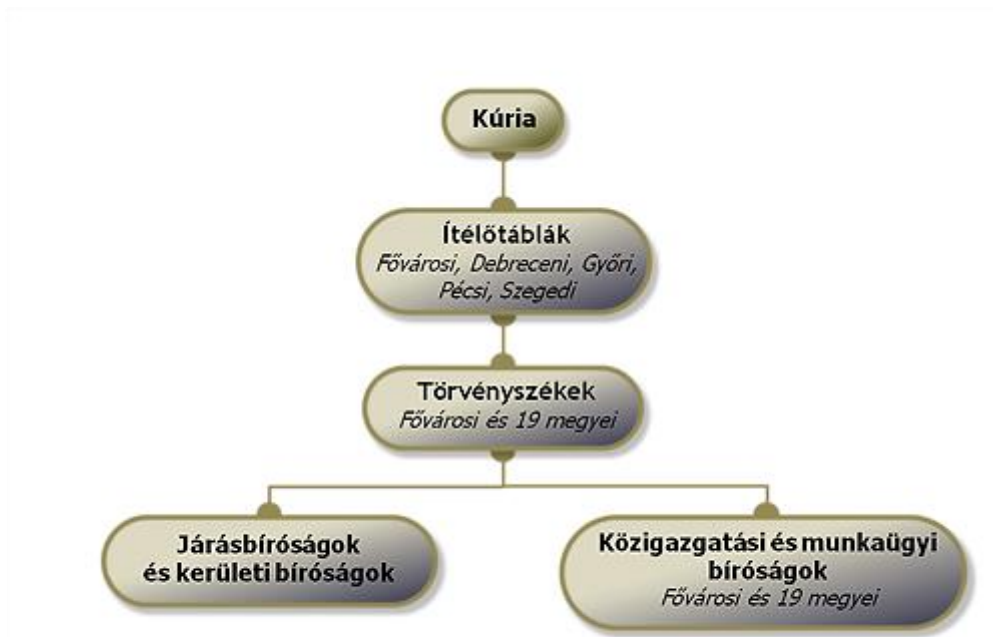 Kúria
Ítélőtáblák
Fővárosi, Debreceni, Győri,
Pécsi, Szegedi
Törvényszékek
Fővárosi és 19 megyei
Járásbíróságok
és kerületi bíróságok
Közigazgatási és munkaügyi
bíróságok
Fővárosi és 19 megyei